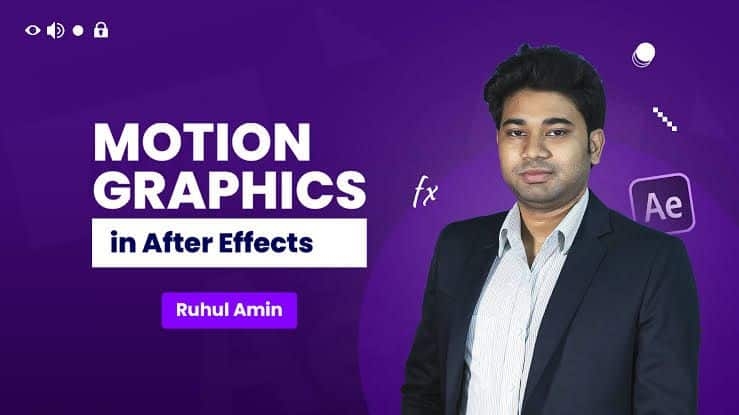 MOTION
GRAPHICS
in After Effects
Ruhul Amin
fx
Ae